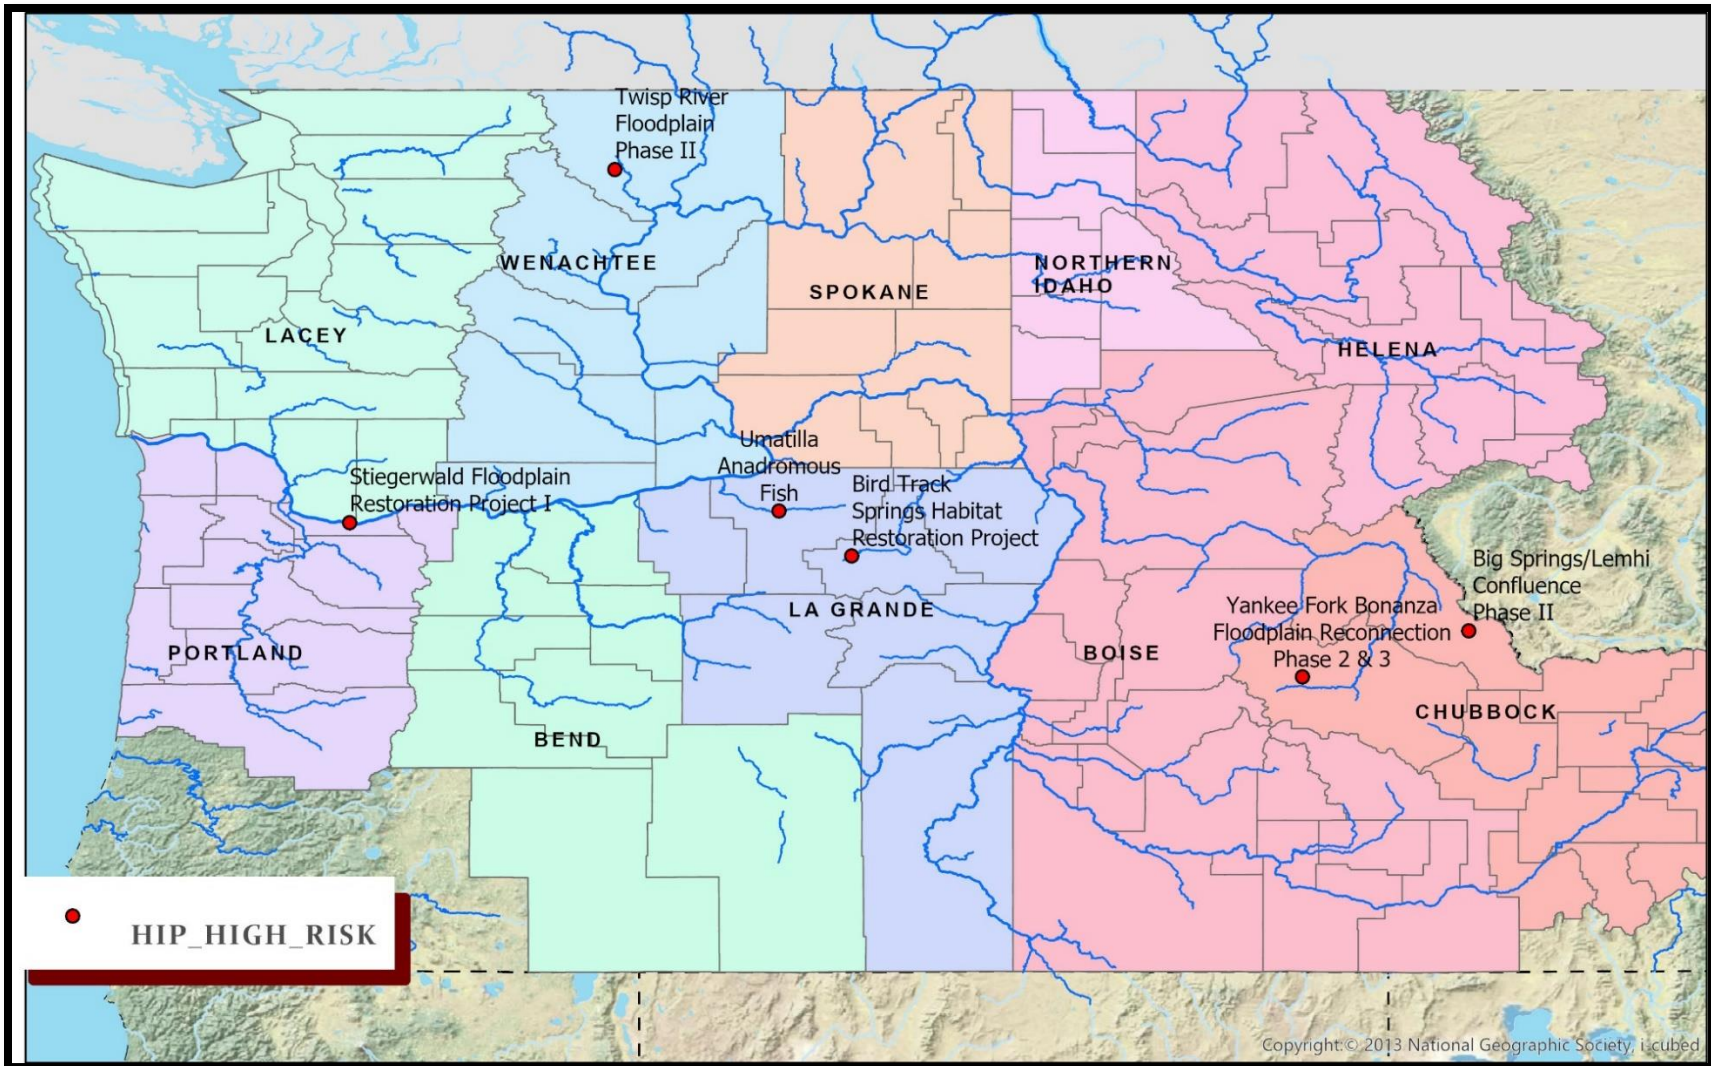 Twisp River
Floodplain
Phase II
WENACHTEE
SPOKANE
NORTHERN
IDAHO
LACEY
HELENA
Umatilla
Anadromous
Fish
Stiegerwald Floodplain
Restoration Project I
Bird Track
Springs Habitat
Restoration Project
Big Springs/Lemhi
Confluence
Phase II
LA GRANDE
Yankee Fork Bonanza
Floodplain Reconnection
Phase 2 & 3
PORTLAND
BOISE
CHUBBOCK
BEND
HIP_HIGH_RISK
Copyright:© 2013 National Geographic Society, i-cubed